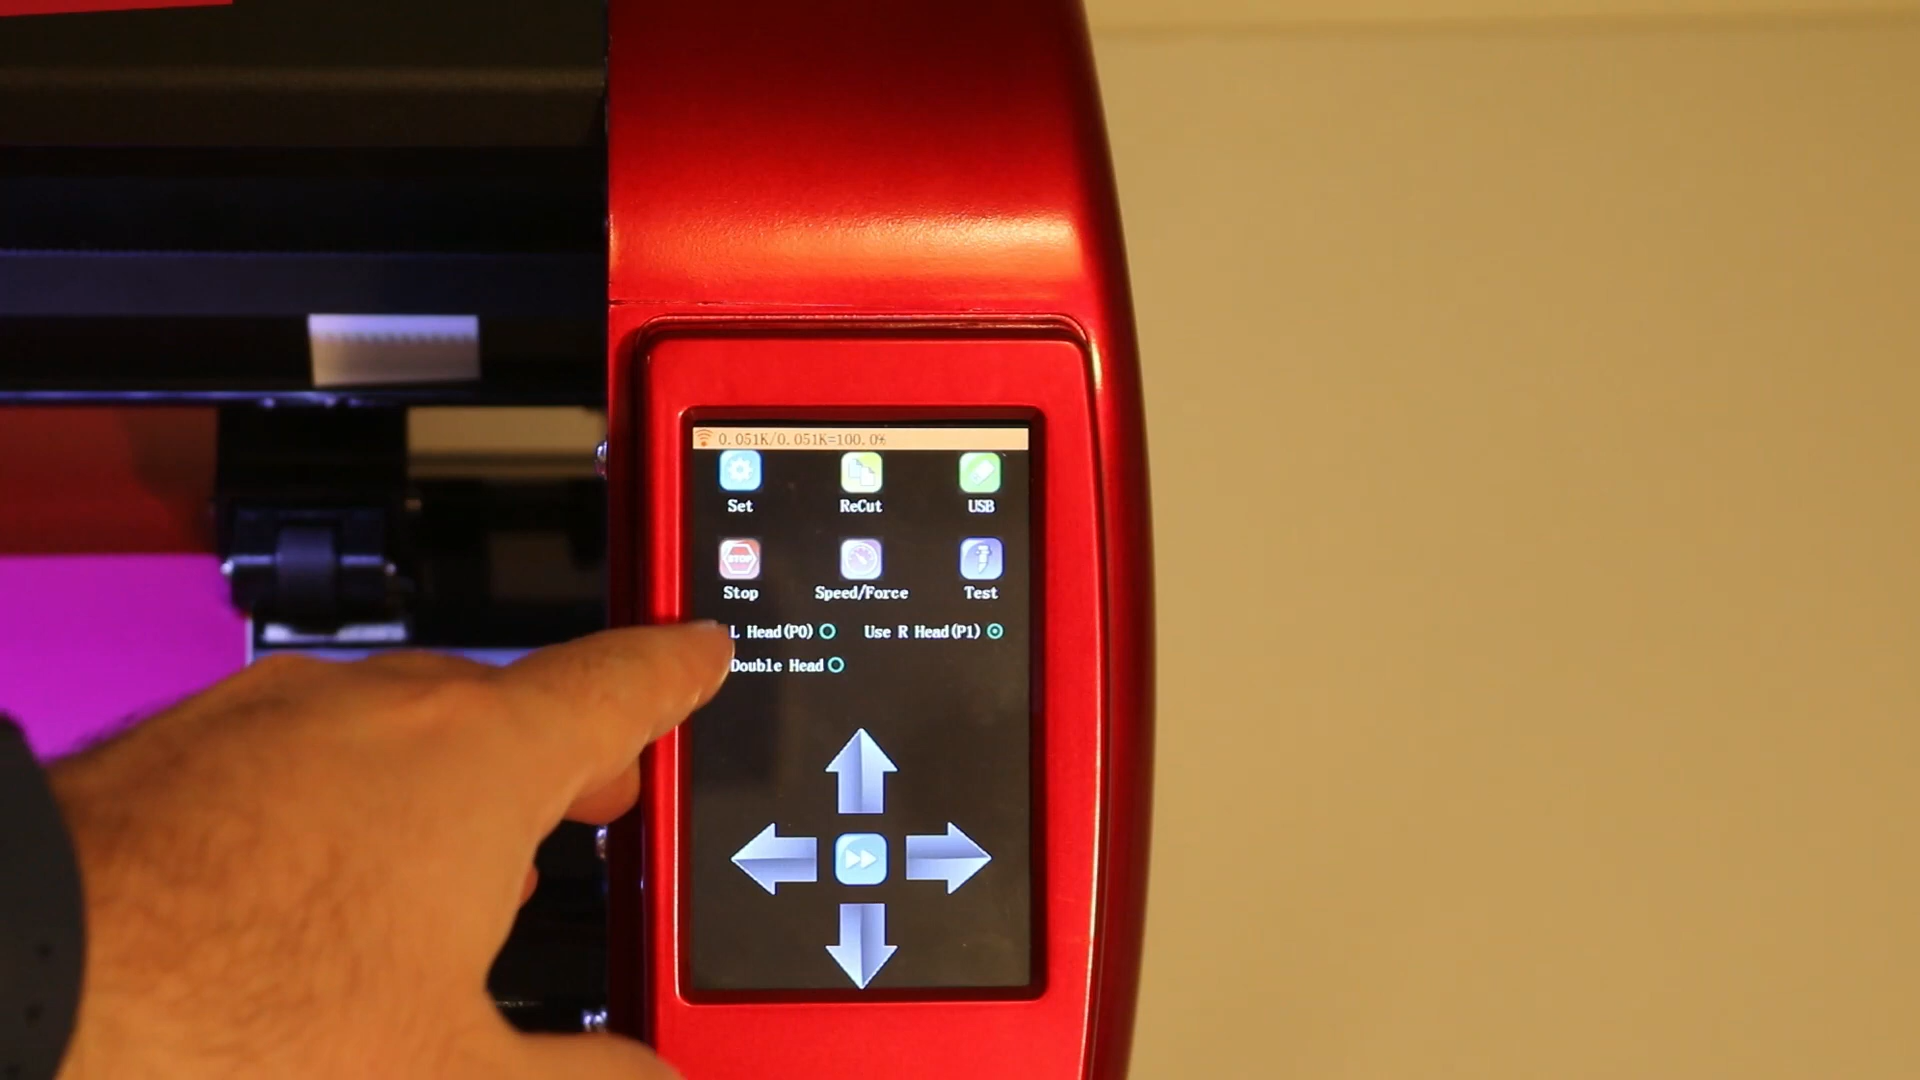 0.051K/0.051K=100.0%
Set ReCut USB
STOP
Stop Speed/Force Test
L Head(P0) Use R Head(P1)
Double Head